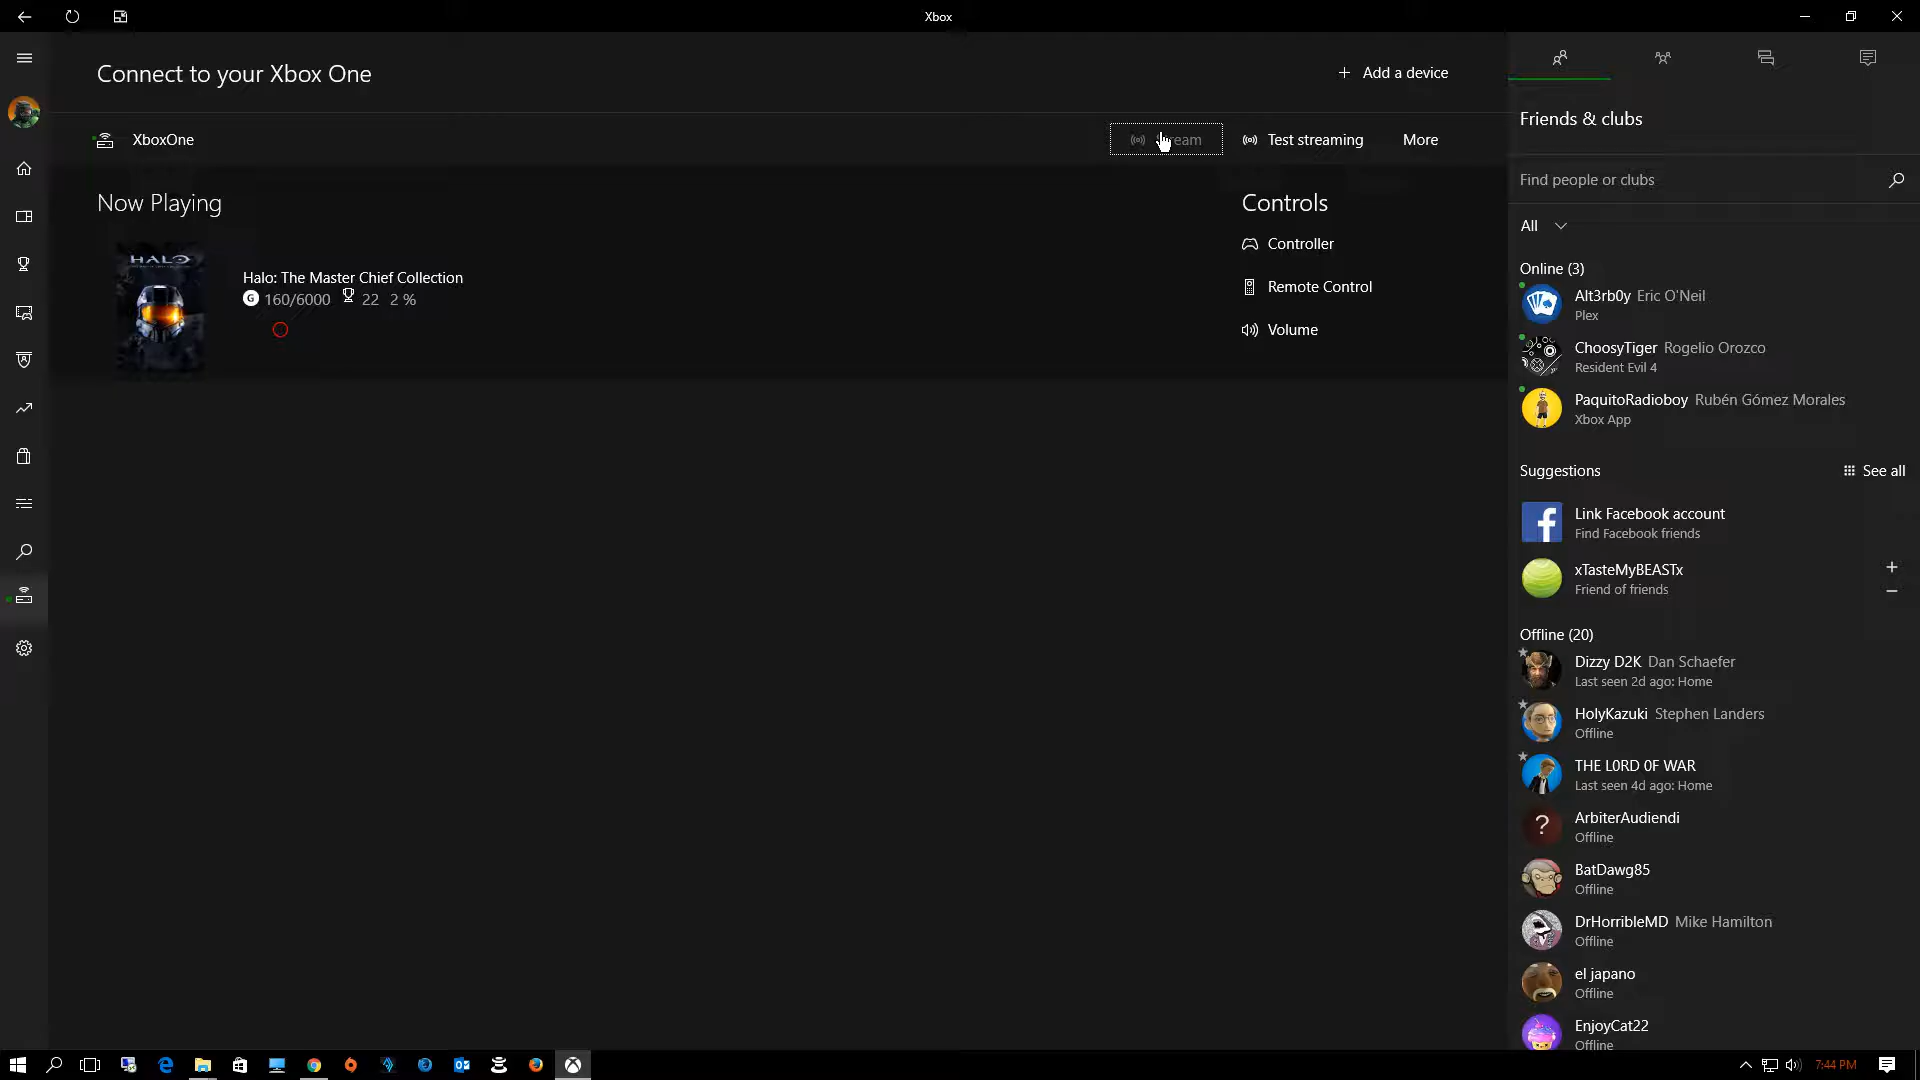 Xbox
Connect to your Xbox One
Add a device
XboxOne
Test streaming
More
Now Playing
HALO
Halo: The Master Chief Collection
G 160/6000 22 2 %
Controls
Controller
Remote Control
Volume
Friends & clubs
Find people or clubs
All
Online (3)
Alt3rb0y Eric O'Neil
Plex
ChoosyTiger Rogelio Orozco
Resident Evil 4
PaquitoRadioboy Rubén Gómez Morales
Xbox App
Suggestions
See all
Link Facebook account
Find Facebook friends
xTasteMyBEASTx
Friend of friends
Offline (20)
Dizzy D2K Dan Schaefer
Last seen 2d ago: Home
HolyKazuki Stephen Landers
Offline
THE L0RD 0F WAR
Last seen 4d ago: Home
ArbiterAudiendi
Offline
BatDawg85
Offline
DrHorribleMD Mike Hamilton
Offline
el japano
Offline
EnjoyCat22
Offline
7:44 PM